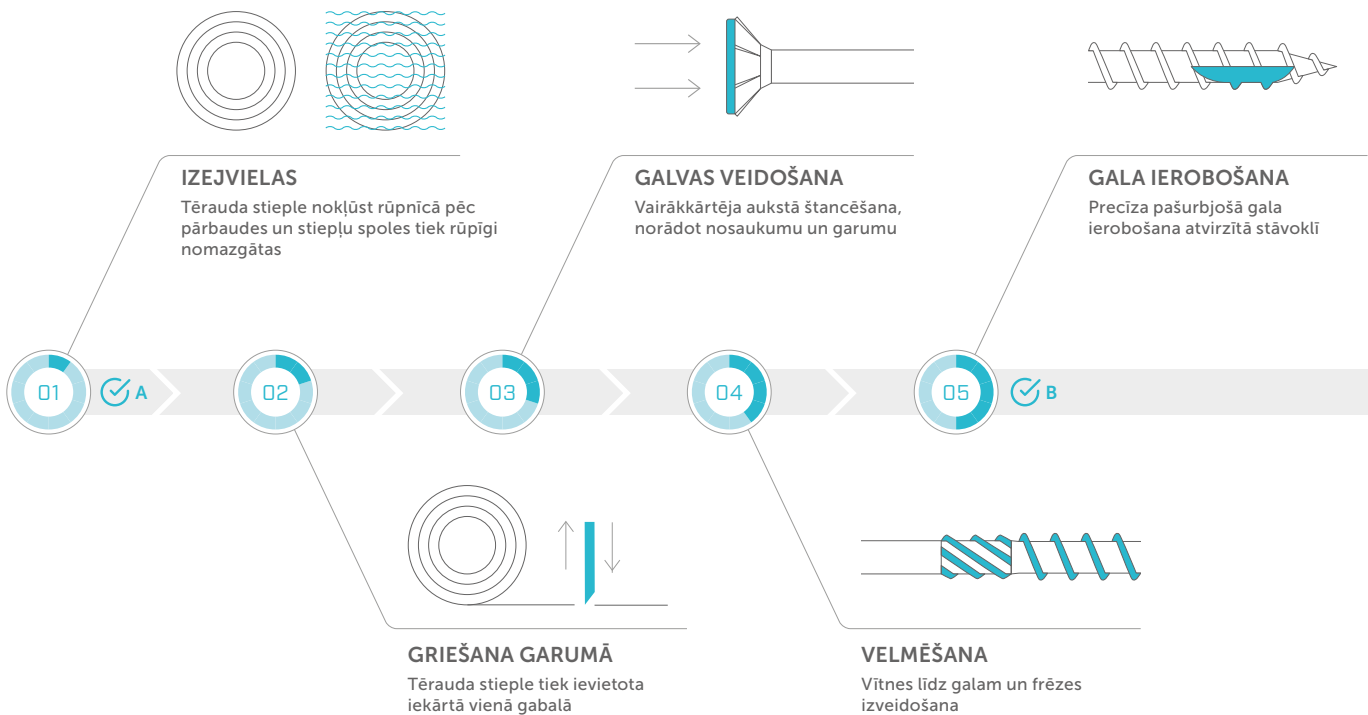 IZEJVIELAS
Tērauda stieple nokļūst rūpnīcā pēc
pārbaudes un stiepļu spoles tiek rūpīgi
nomazgātas
GALVAS VEIDOŠANA
Vairākkārtēja aukstā štancēšana,
norādot nosaukumu un garumu
GALA IEROBOŠANA
Precīza pašurbjošā gala
ierobošana atvirzītā stāvoklī
01
A
02
03
04
05
B
GRIEŠANA GARUMĀ
Tērauda stieple tiek ievietota
iekārtā vienā gabalā
VELMĒŠANA
Vītnes līdz galam un frēzes
izveidošana